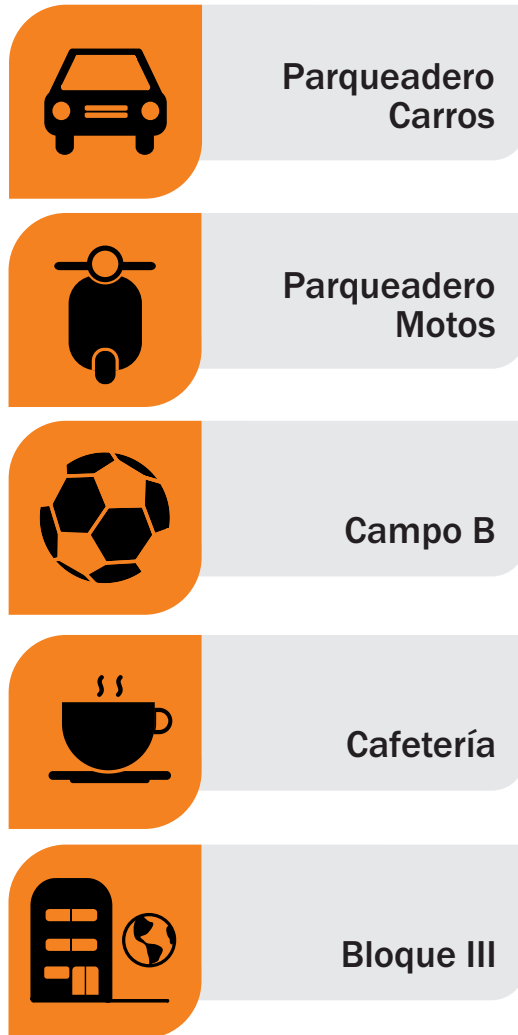 Parqueadero
Carros
Parqueadero
Motos
Campo B
Cafetería
Bloque III